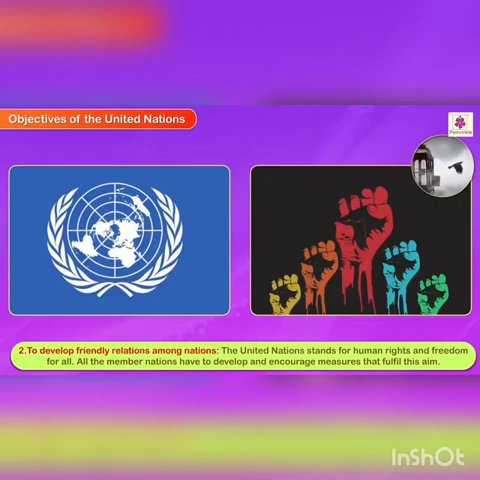 Objectives of the United Nations
Periwinkle
2.To develop friendly relations among nations: The United Nations stands for human rights and freedom
for all. All the member nations have to develop and encourage measures that fulfil this aim.
InShOt